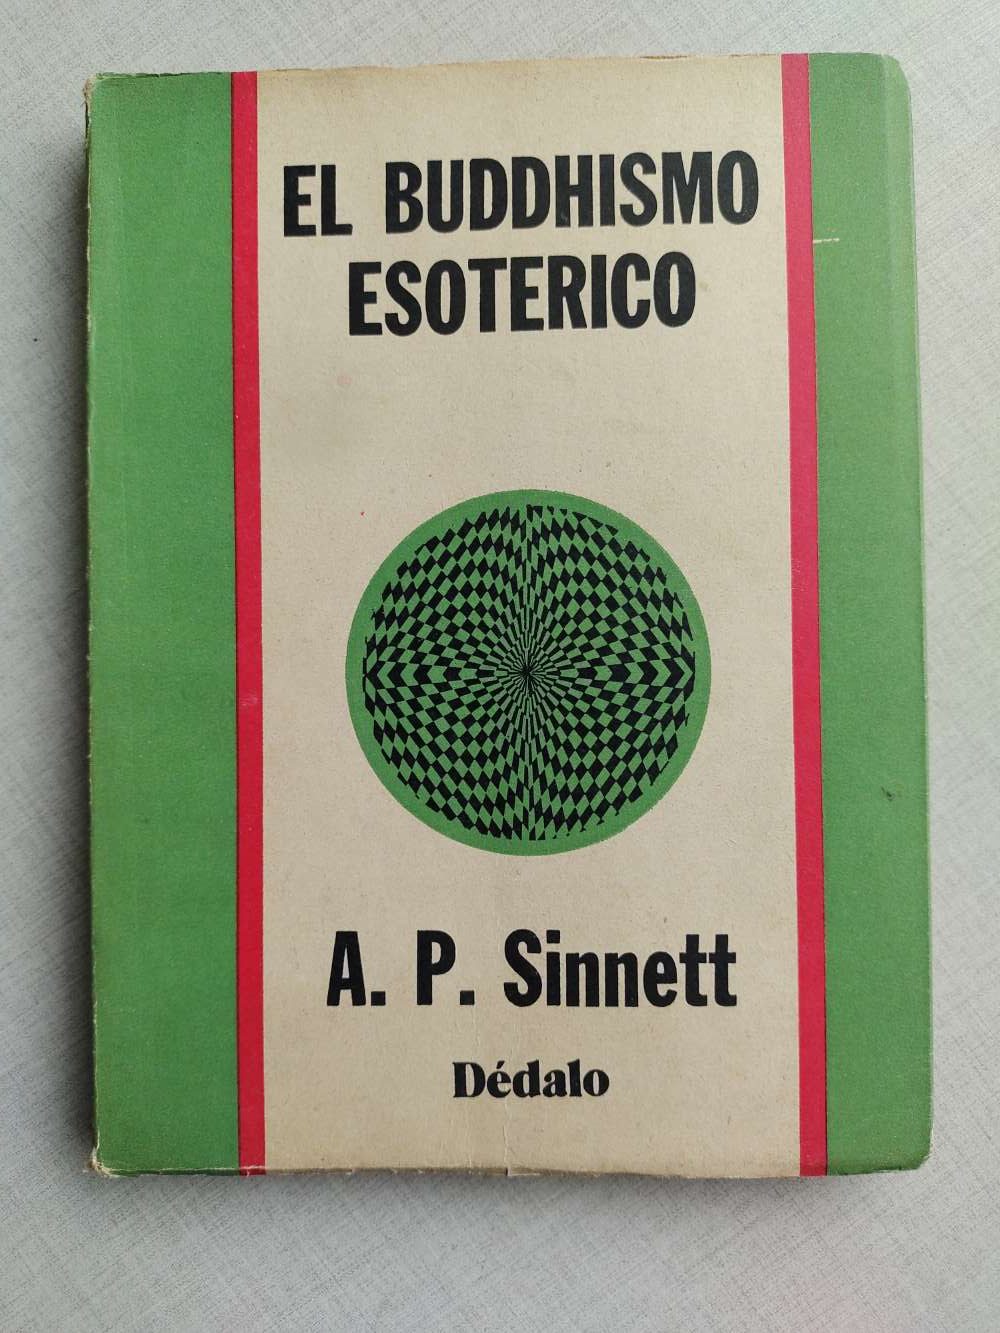 EL BUDDHISMO
ESOTERICO
A. P. Sinnett
Dédalo